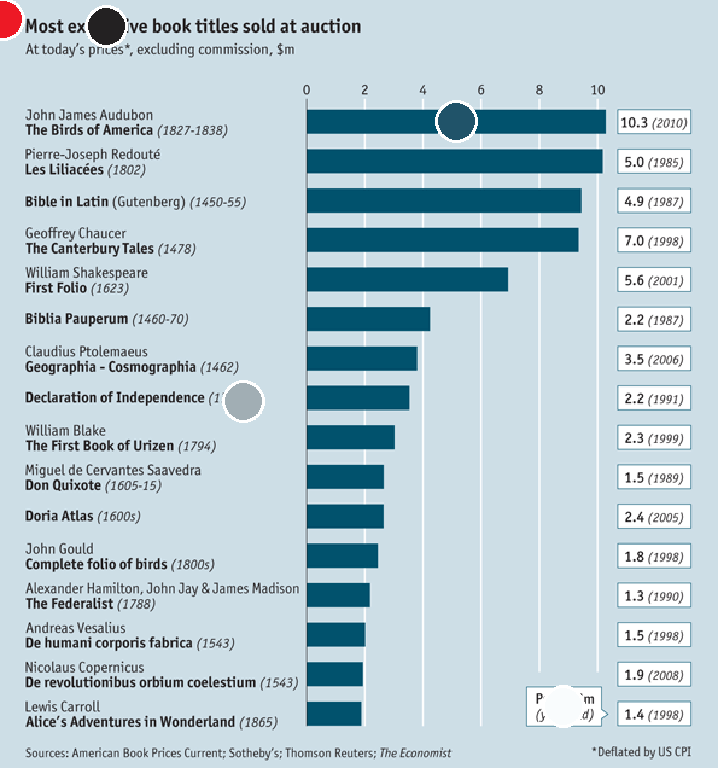 Most book titles sold at auction
At today's prices*, excluding commission, $m
0 2 4 6 8 10
John James Audubon
The Birds of America (1827-1838) 10.3 (2010)
Pierre-Joseph Redouté
Les Liliacées (1802) 5.0 (1985)
Bible in Latin (Gutenberg) (1450-55) 4.9 (1987)
Geoffrey Chaucer
The Canterbury Tales (1478) 7.0 (1998)
William Shakespeare
First Folio (1623) 5.6 (2001)
Biblia Pauperum (1460-70) 2.2 (1987)
Claudius Ptolemaeus
Geographia - Cosmographia (1462) 3.5 (2006)
Declaration of Independence 2.2 (1991)
William Blake
The First Book of Urizen (1794) 2.3 (1999)
Miguel de Cervantes Saavedra
Don Quixote (1605-15) 1.5 (1989)
Doria Atlas (1600s) 2.4 (2005)
John Gould
Complete folio of birds (1800s) 1.8 (1998)
Alexander Hamilton, John Jay & James Madison
The Federalist (1788) 1.3 (1990)
Andreas Vesalius
De humani corporis fabrica (1543) 1.5 (1998)
Nicolaus Copernicus
De revolutionibus orbium coelestium (1543) 1.9 (2008)
Lewis Carroll
Alice's Adventures in Wonderland (1865) 1.4 (1998)
Sources: American Book Prices Current; Sotheby's; Thomson Reuters; The Economist *Deflated by US CPI